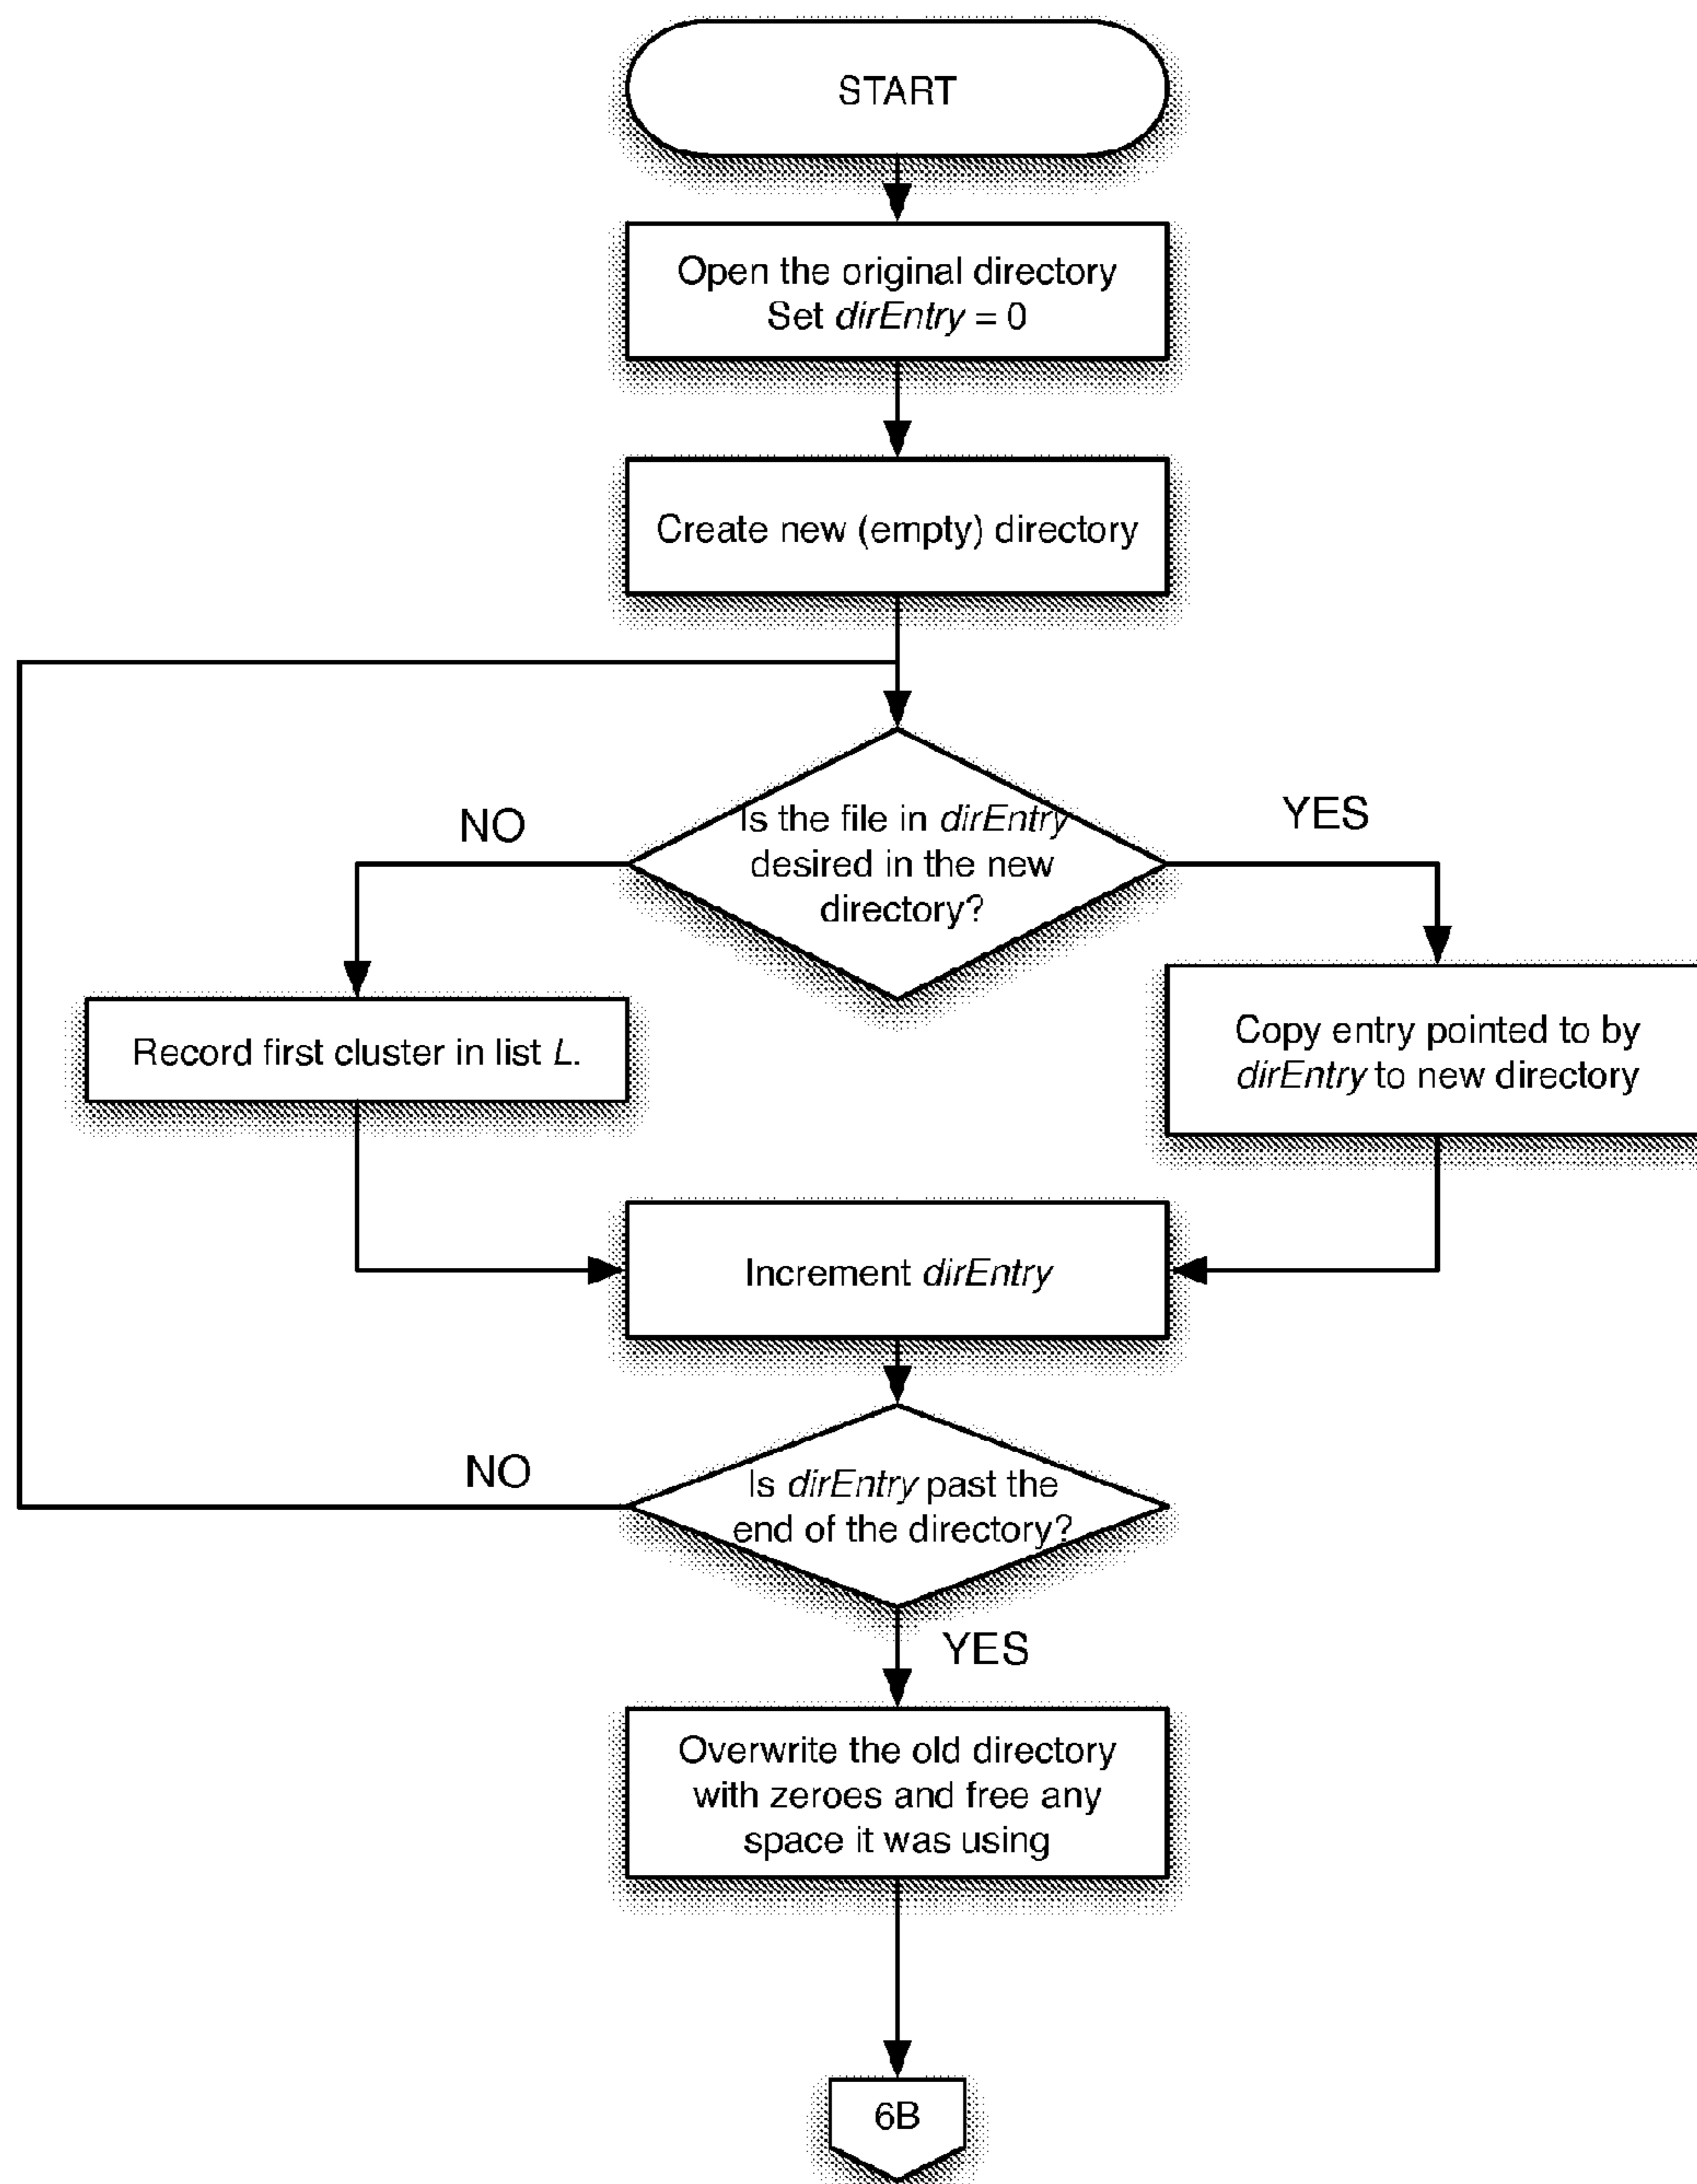 START
Open the original directory
Set dirEntry = 0
Create new (empty) directory
NO
YES
Is the file in dirEntry
desired in the new
directory?
Record first cluster in list L.
Copy entry pointed to by
dirEntry to new directory
Increment dirEntry
NO
Is dirEntry past the
end of the directory?
YES
Overwrite the old directory
with zeroes and free any
space it was using
6B